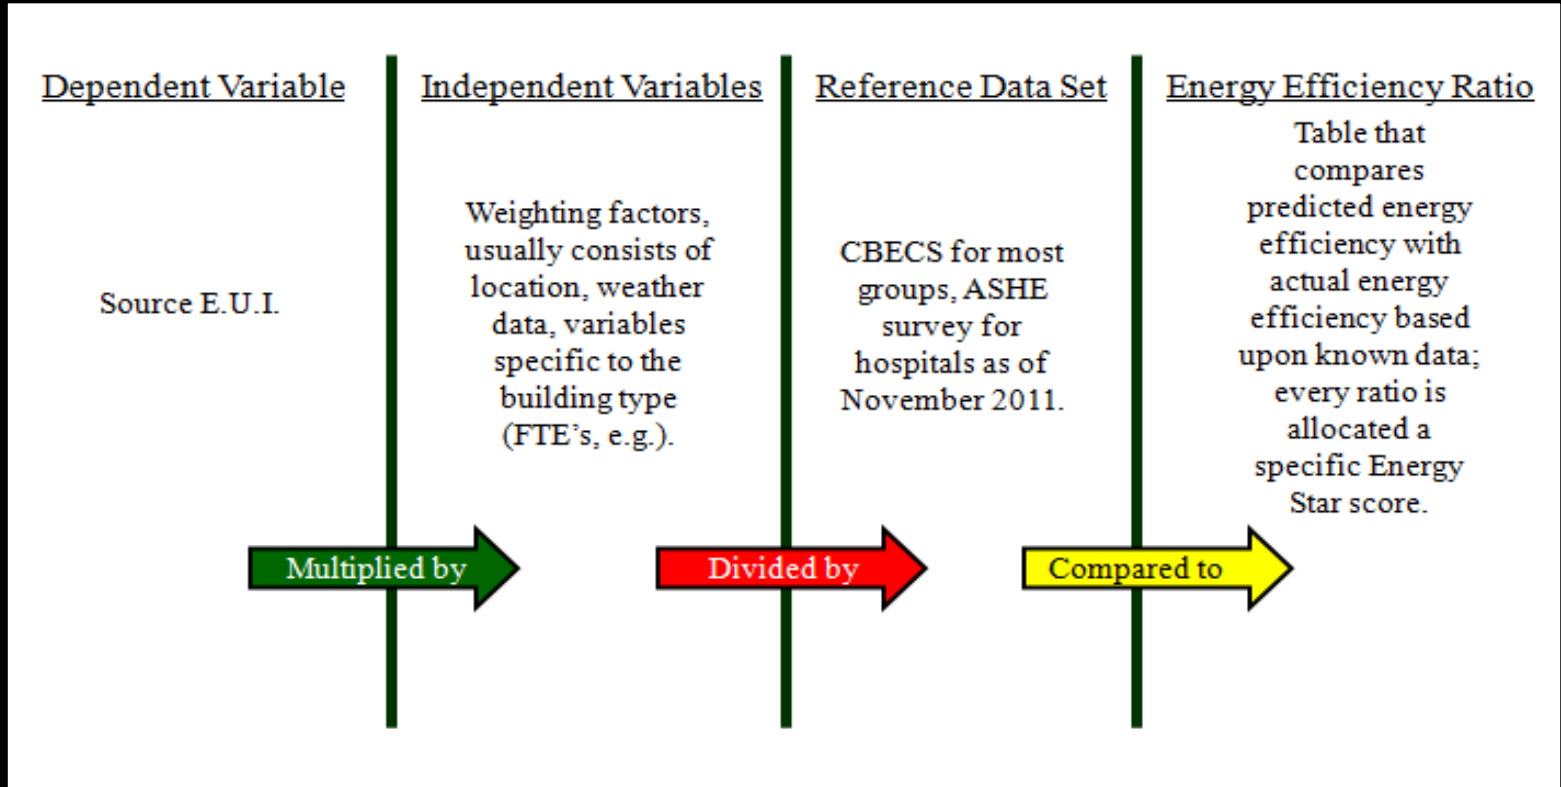 Dependent Variable
Source E.U.I.
Multiplied by
Independent Variables
Weighting factors,
usually consists of
location, weather
data, variables
specific to the
building type
(FTE’s, e.g.).
Divided by
Reference Data Set
CBECS for most
groups, ASHE
survey for
hospitals as of
November 2011.
Compared to
Energy Efficiency Ratio
Table that
compares
predicted energy
efficiency with
actual energy
efficiency based
upon known data;
every ratio is
allocated a
specific Energy
Star score.